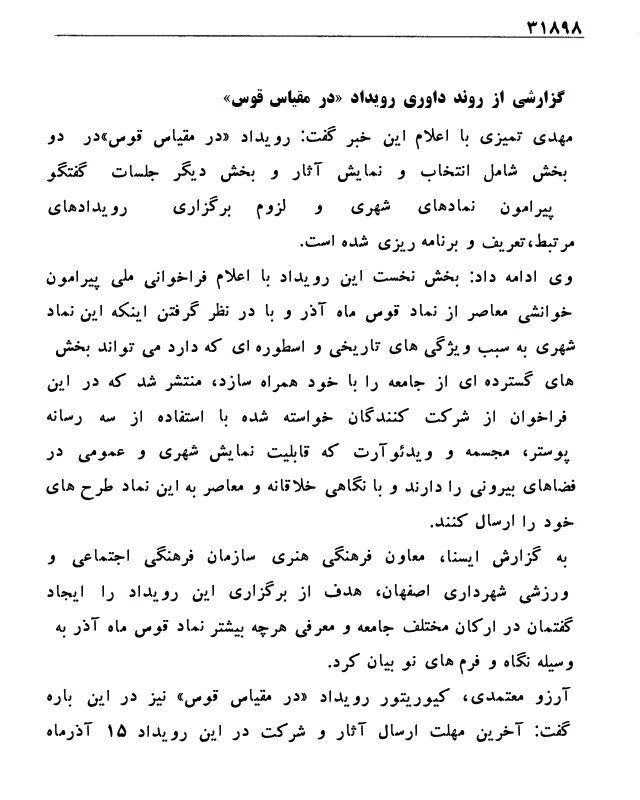 ۳۱۸۹۸
گزارشی از روند داوری رویداد «در مقیاس قوس»
مهدی تمیزی با اعلام این خبر گفت: رویداد «در مقیاس قوس»در دو
بخش شامل انتخاب و نمایش آثار و بخش دیگر جلسات گفتگو
پیرامون نمادهای شهری و لزوم برگزاری رویدادهای
مرتبط،تعریف و برنامه ریزی شده است.
وی ادامه داد: بخش نخست این رویداد با اعلام فراخوانی ملی پیرامون
خوانشی معاصر از نماد قوس ماه آذر و با در نظر گرفتن اینکه این نماد
شهری به سبب ویژگی های تاریخی و اسطوره ای که دارد می تواند بخش
های گسترده ای از جامعه را با خود همراه سازد، منتشر شد که در این
فراخوان از شرکت کنندگان خواسته شده با استفاده از سه رسانه
پوستر، مجسمه و ویدئوآرت که قابلیت نمایش شهری و عمومی در
فضاهای بیرونی را دارند و با نگاهی خلاقانه و معاصر به این نماد طرح های
خود را ارسال کنند.
به گزارش ایسنا، معاون فرهنگی هنری سازمان فرهنگی اجتماعی و
ورزشی شهرداری اصفهان، هدف از برگزاری این رویداد را ایجاد
گفتمان در ارکان مختلف جامعه و معرفی هرچه بیشتر نماد قوس ماه آذر به
وسیله نگاه و فرم های نو بیان کرد.
آرزو معتمدی، کیوریتور رویداد «در مقیاس قوس» نیز در این باره
گفت: آخرین مهلت ارسال آثار و شرکت در این رویداد ۱۵ آذرماه